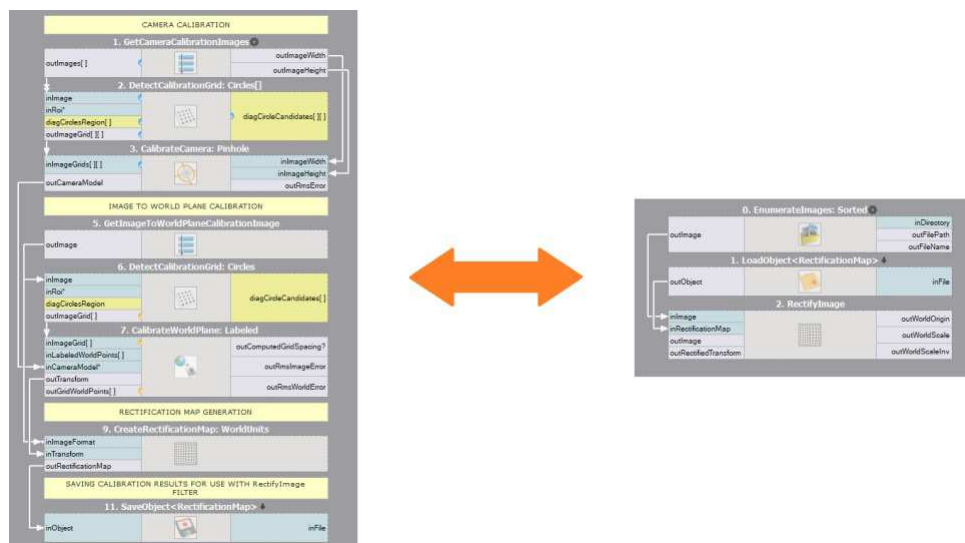 CAMERA CALIBRATION
1. GetCameraCalibrationImages
outImages[ ]
outImageWidth
outImageHeight
2. DetectCalibrationGrid: Circles[]
inImage
inRoi*
diagCirclesRegion[ ]
outImageGrid[ ][ ]
diagCircleCandidates[ ][ ]
3. CalibrateCamera: Pinhole
inImageGrids[ ][ ]
outCameraModel
inImageWidth
inImageHeight
outRmsError
IMAGE TO WORLD PLANE CALIBRATION
5. GetImageToWorldPlaneCalibrationImage
outImage
6. DetectCalibrationGrid: Circles
inImage
inRoi*
diagCirclesRegion
outImageGrid[ ]
diagCircleCandidates[ ]
7. CalibrateWorldPlane: Labeled
inImageGrid[ ]
inLabeledWorldPoints[ ]
inCameraModel*
outTransform
outGridWorldPoints[ ]
outComputedGridSpacing?
outRmsImageError
outRmsWorldError
RECTIFICATION MAP GENERATION
9. CreateRectificationMap: WorldUnits
inImageFormat
inTransform
outRectificationMap
SAVING CALIBRATION RESULTS FOR USE WITH RectifyImage
FILTER
11. SaveObject<RectificationMap>
inObject
inFile
0. EnumerateImages: Sorted
outImage
inDirectory
outFilePath
outFileName
1. LoadObject<RectificationMap>
outObject
inFile
2. RectifyImage
inImage
inRectificationMap
outImage
outRectifiedTransform
outWorldOrigin
outWorldScale
outWorldScaleInv